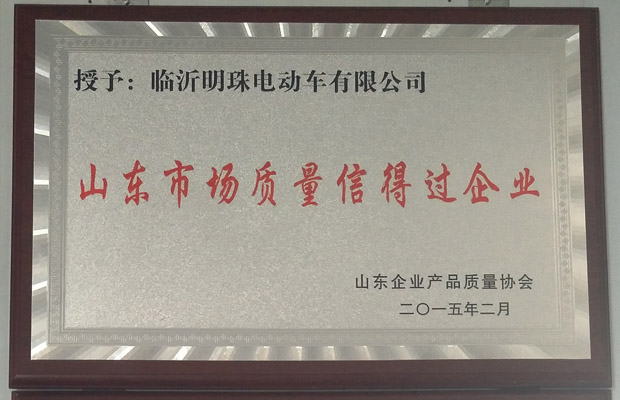 授予：临沂明珠电动车有限公司
山东市场质量信得过企业
山东企业产品质量协会
二〇一五年二月